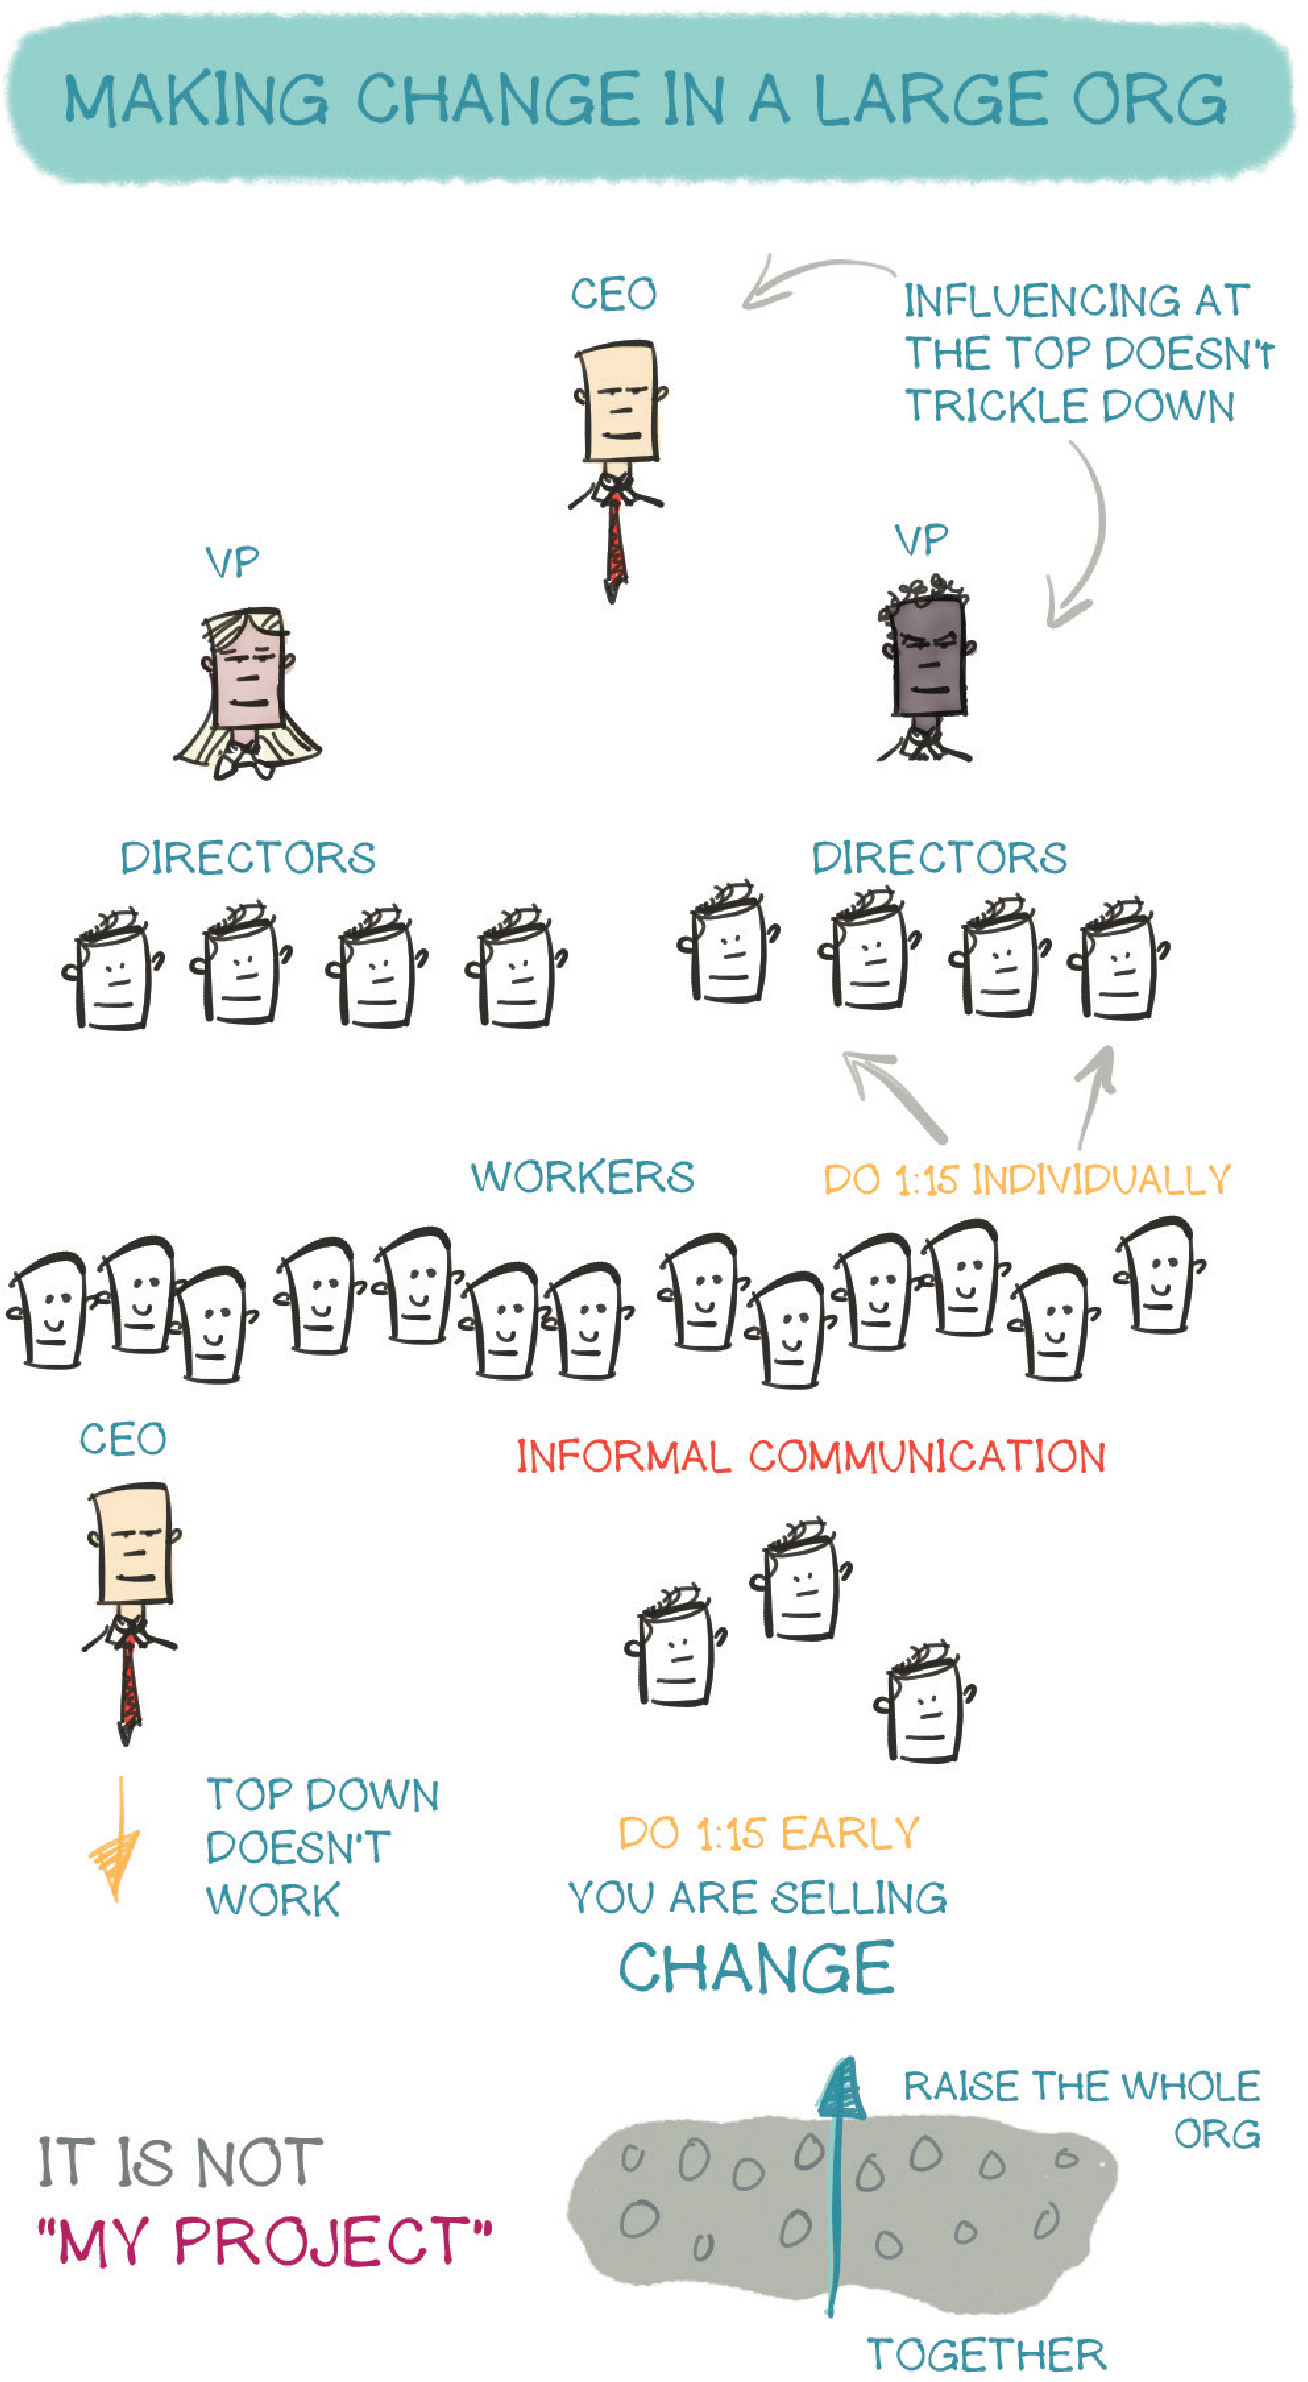 MAKING CHANGE IN A LARGE ORG
CEO
INFLUENCING AT
THE TOP DOESN't
TRICKLE DOWN
VP
VP
DIRECTORS
DIRECTORS
WORKERS
DO 1:15 INDIVIDUALLY
CEO
INFORMAL COMMUNICATION
TOP DOWN
DOESN'T
WORK
DO 1:15 EARLY
YOU ARE SELLING
CHANGE
IT IS NOT
"MY PROJECT"
RAISE THE WHOLE
ORG
TOGETHER